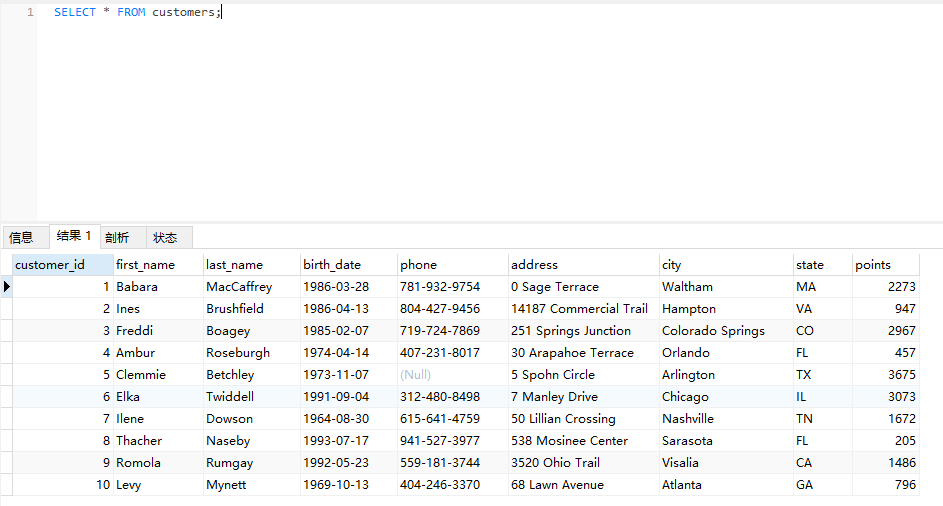 1 SELECT * FROM customers;
信息 结果 1 剖析 状态
customer_id first_name last_name birth_date phone address city state points
1 Babara MacCaffrey 1986-03-28 781-932-9754 0 Sage Terrace Waltham MA 2273
2 Ines Brushfield 1986-04-13 804-427-9456 14187 Commercial Trail Hampton VA 947
3 Freddi Boagey 1985-02-07 719-724-7869 251 Springs Junction Colorado Springs CO 2967
4 Ambur Roseburgh 1974-04-14 407-231-8017 30 Arapahoe Terrace Orlando FL 457
5 Clemmie Betchley 1973-11-07 (Null) 5 Spohn Circle Arlington TX 3675
6 Elka Twiddell 1991-09-04 312-480-8498 7 Manley Drive Chicago IL 3073
7 Ilene Dowson 1964-08-30 615-641-4759 50 Lillian Crossing Nashville TN 1672
8 Thacher Naseby 1993-07-17 941-527-3977 538 Mosinee Center Sarasota FL 205
9 Romola Rumgay 1992-05-23 559-181-3744 3520 Ohio Trail Visalia CA 1486
10 Levy Mynett 1969-10-13 404-246-3370 68 Lawn Avenue Atlanta GA 796